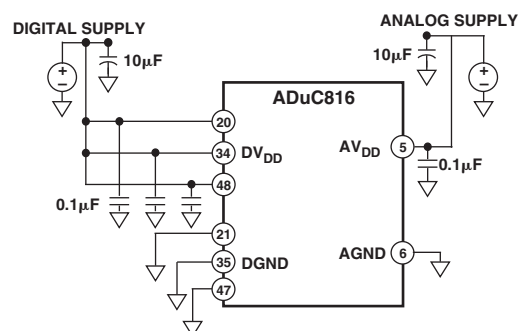 DIGITAL SUPPLY
ANALOG SUPPLY
+
−
10μF
10μF
+
−
ADuC816
20
34
DVDD
AVDD
5
48
0.1μF
0.1μF
21
35
DGND
AGND
6
47